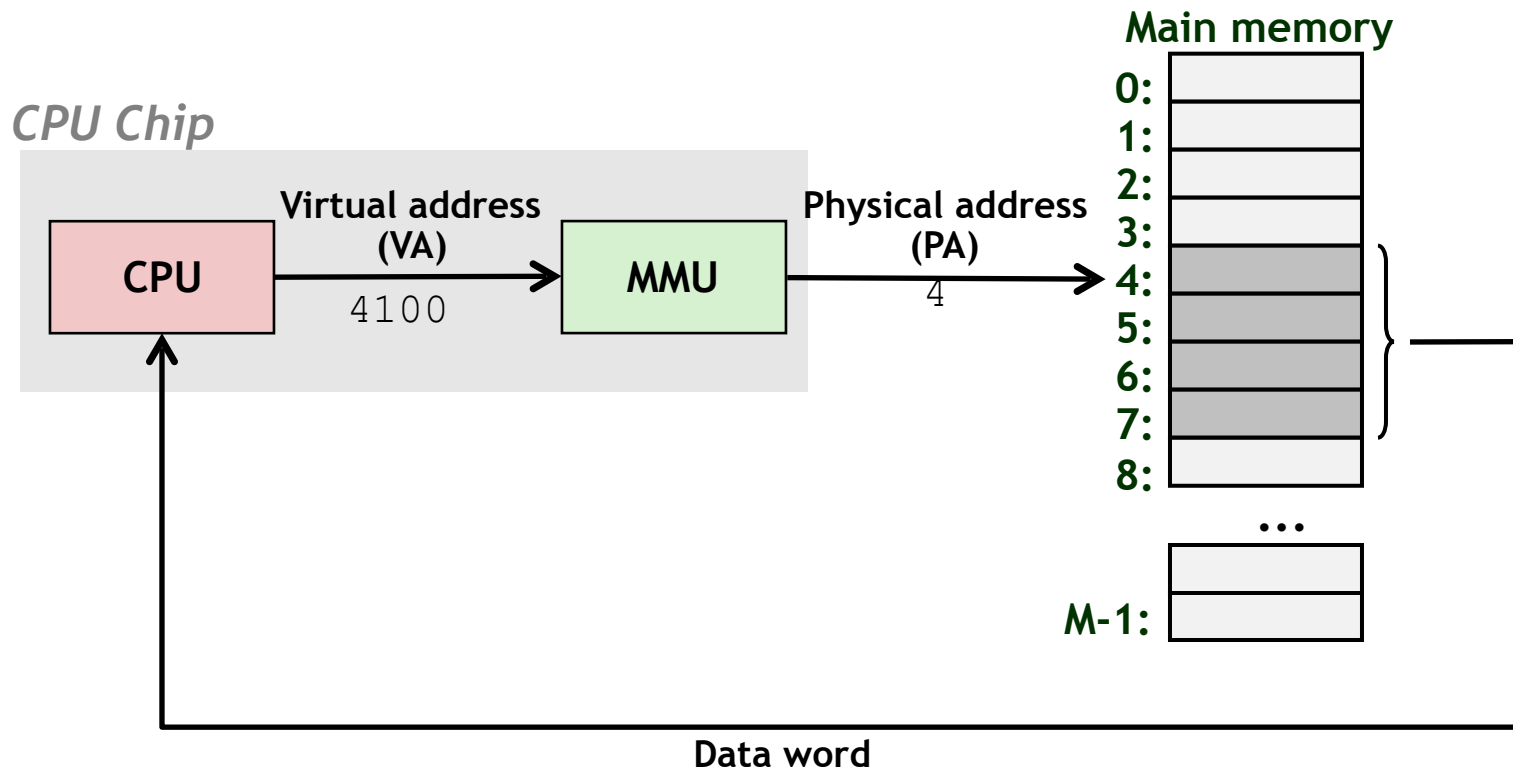 Main memory
CPU Chip
0:
1:
2:
3:
4:
5:
6:
7:
8:
...
M-1:
Virtual address
(VA)
4100
Physical address
(PA)
4
CPU
MMU
Data word